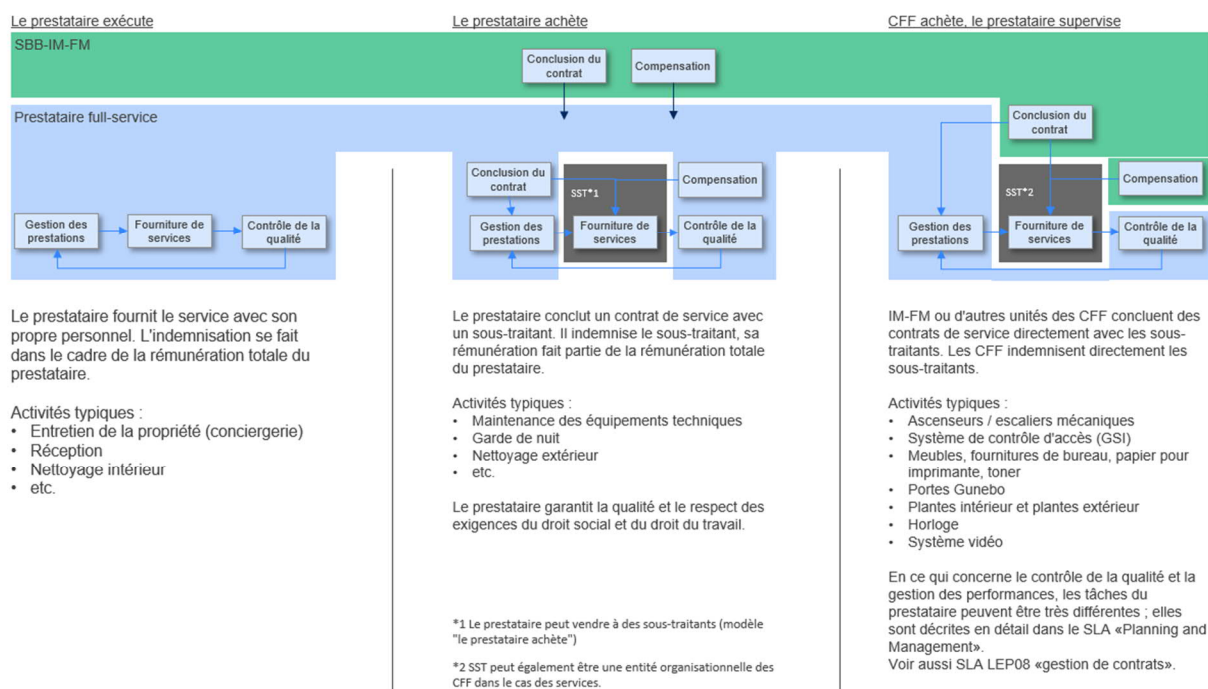 Le prestataire exécute
Le prestataire achète
CFF achète, le prestataire supervise
SBB-IM-FM
Conclusion du
contrat
Compensation
Prestataire full-service
Gestion des
prestations
Fourniture de
services
Contrôle de la
qualité
Conclusion du
contrat
SST*1
Compensation
Gestion des
prestations
Fourniture de
services
Contrôle de la
qualité
Conclusion du
contrat
SST*2
Compensation
Gestion des
prestations
Fourniture de
services
Contrôle de la
qualité
Le prestataire fournit le service avec son
propre personnel. L'indemnisation se fait
dans le cadre de la rémunération totale du
prestataire.
Activités typiques :
• Entretien de la propriété (conciergerie)
• Réception
• Nettoyage intérieur
• etc.
Le prestataire conclut un contrat de service avec
un sous-traitant. Il indemnise le sous-traitant, sa
rémunération fait partie de la rémunération totale
du prestataire.
Activités typiques :
• Maintenance des équipements techniques
• Garde de nuit
• Nettoyage extérieur
• etc.
Le prestataire garantit la qualité et le respect des
exigences du droit social et du droit du travail.
*1 Le prestataire peut vendre à des sous-traitants (modèle
"le prestataire achète")
*2 SST peut également être une entité organisationnelle des
CFF dans le cas des services.
IM-FM ou d'autres unités des CFF concluent des
contrats de service directement avec les sous-
traitants. Les CFF indemnisent directement les
sous-traitants.
Activités typiques :
• Ascenseurs / escaliers mécaniques
• Système de contrôle d'accès (GSI)
• Meubles, fournitures de bureau, papier pour
imprimante, toner
• Portes Gunebo
• Plantes intérieur et plantes extérieur
• Horloge
• Système vidéo
En ce qui concerne le contrôle de la qualité et la
gestion des performances, les tâches du
prestataire peuvent être très différentes ; elles
sont décrites en détail dans le SLA «Planning and
Management».
Voir aussi SLA LEP08 «gestion de contrats».